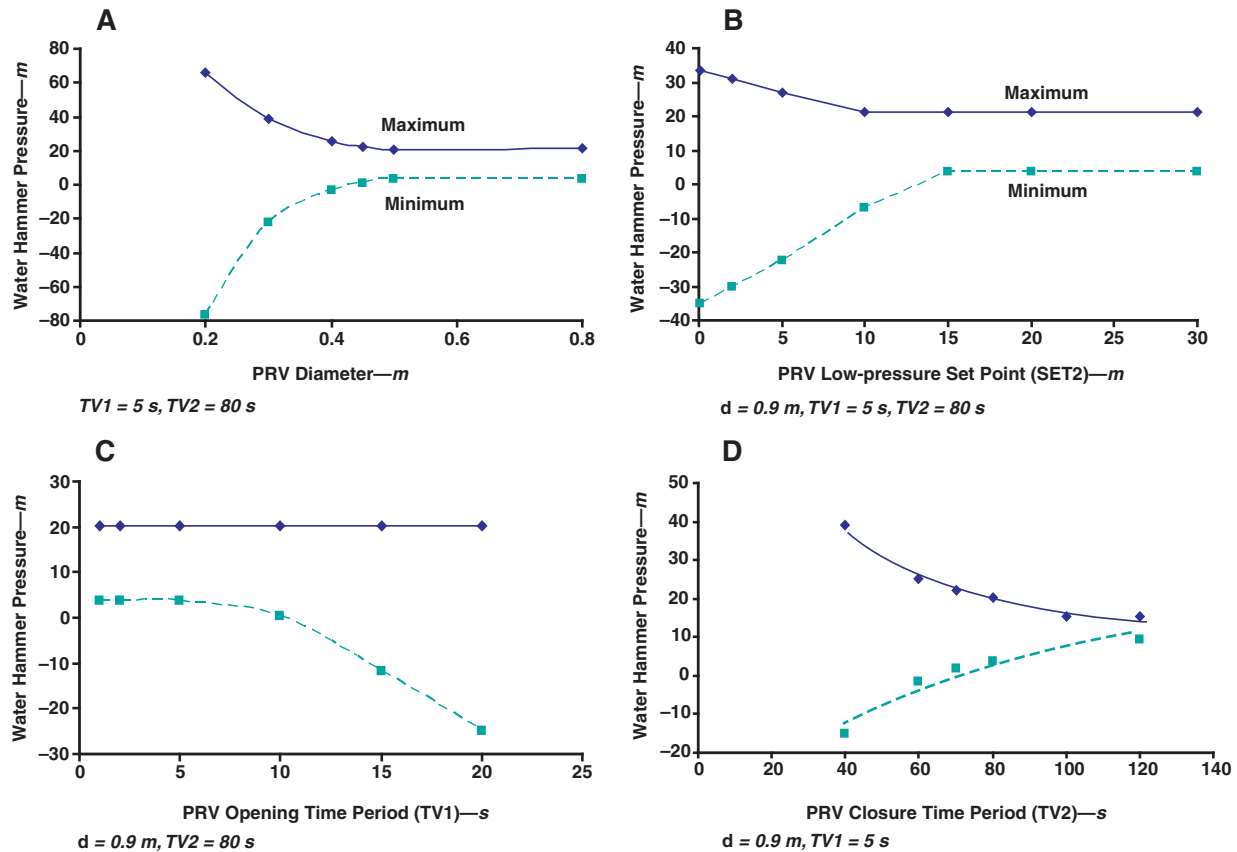 A
Water Hammer Pressure—m
80
60
40
20
0
–20
–40
–60
–80
0
0.2
0.4
0.6
0.8
Maximum
Minimum
PRV Diameter—m
TV1 = 5 s, TV2 = 80 s
B
Water Hammer Pressure—m
40
30
20
10
0
–10
–20
–30
–40
0
5
10
15
20
25
30
Maximum
Minimum
PRV Low-pressure Set Point (SET2)—m
d = 0.9 m, TV1 = 5 s, TV2 = 80 s
C
Water Hammer Pressure—m
30
20
10
0
–10
–20
–30
0
5
10
15
20
25
PRV Opening Time Period (TV1)—s
d = 0.9 m, TV2 = 80 s
D
Water Hammer Pressure—m
50
40
30
20
10
0
–10
–20
0
20
40
60
80
100
120
140
PRV Closure Time Period (TV2)—s
d = 0.9 m, TV1 = 5 s